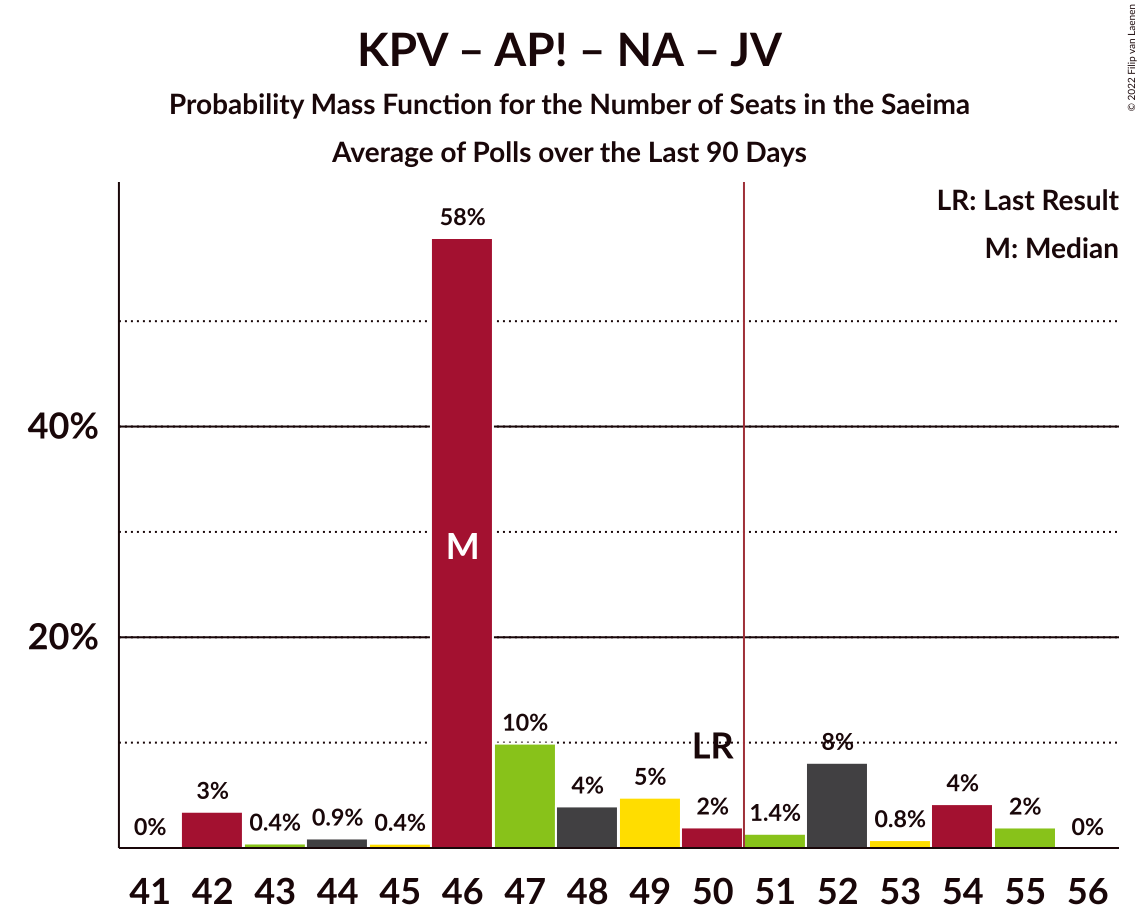 KPV – AP! – NA – JV
Probability Mass Function for the Number of Seats in the Saeima
Average of Polls over the Last 90 Days
© 2022 Filip van Laenen
LR: Last Result
M: Median
58%
40%
M
20%
10%
LR
8%
5%
3%
4%
2%
1.4%
4%
2%
0%
0.4%
0.9%
0.4%
0.8%
0%
41 42 43 44 45 46 47 48 49 50 51 52 53 54 55 56